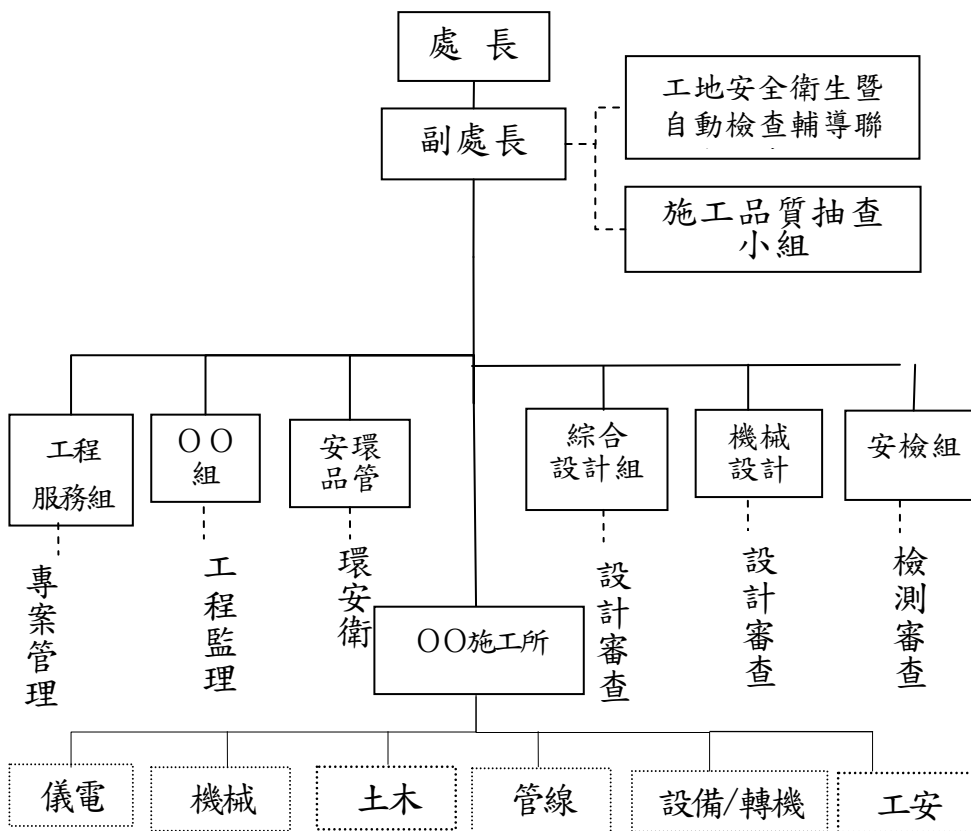 處 長
副處長
工地安全衛生暨
自動檢查輔導聯
施工品質抽查
小組
工程
服務組
○○
組
安環
品管
綜合
設計組
機械
設計
安檢組
專案管理
工程監理
環安衛
設計審查
設計審查
檢測審查
○○施工所
儀電
機械
土木
管線
設備/轉機
工安